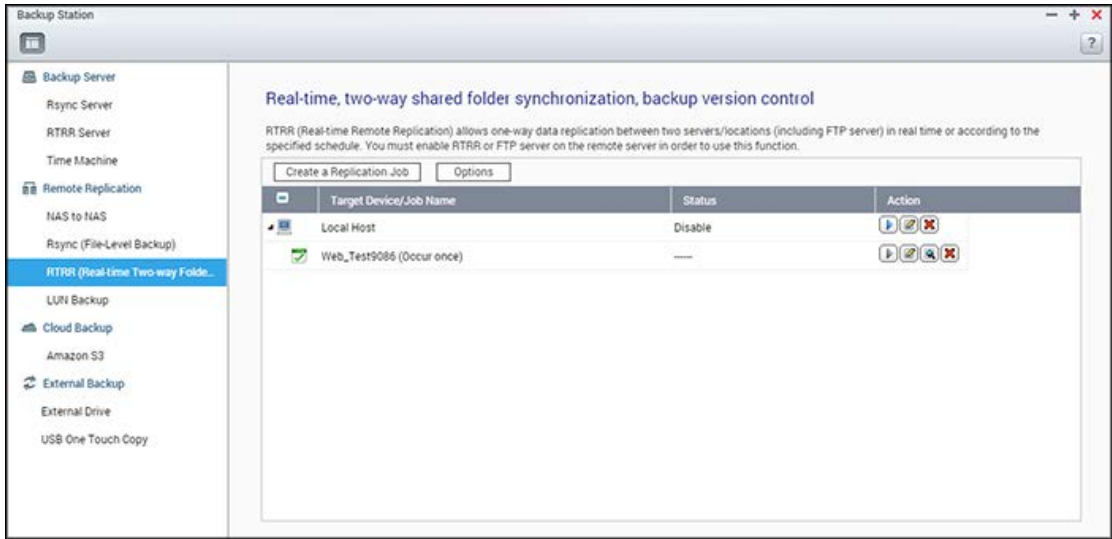 Backup Station
?
Backup Server
Rsync Server
RTRR Server
Time Machine
Remote Replication
NAS to NAS
Rsync (File-Level Backup)
RTRR (Real-time Two-way Folde...
LUN Backup
Cloud Backup
Amazon S3
External Backup
External Drive
USB One Touch Copy
Real-time, two-way shared folder synchronization, backup version control
RTRR (Real-time Remote Replication) allows one-way data replication between two servers/locations (including FTP server) in real time or according to the
specified schedule. You must enable RTRR or FTP server on the remote server in order to use this function.
Create a Replication Job Options
Target Device/Job Name Status Action
Local Host Disable
Web_Test9086 (Occur once) -----